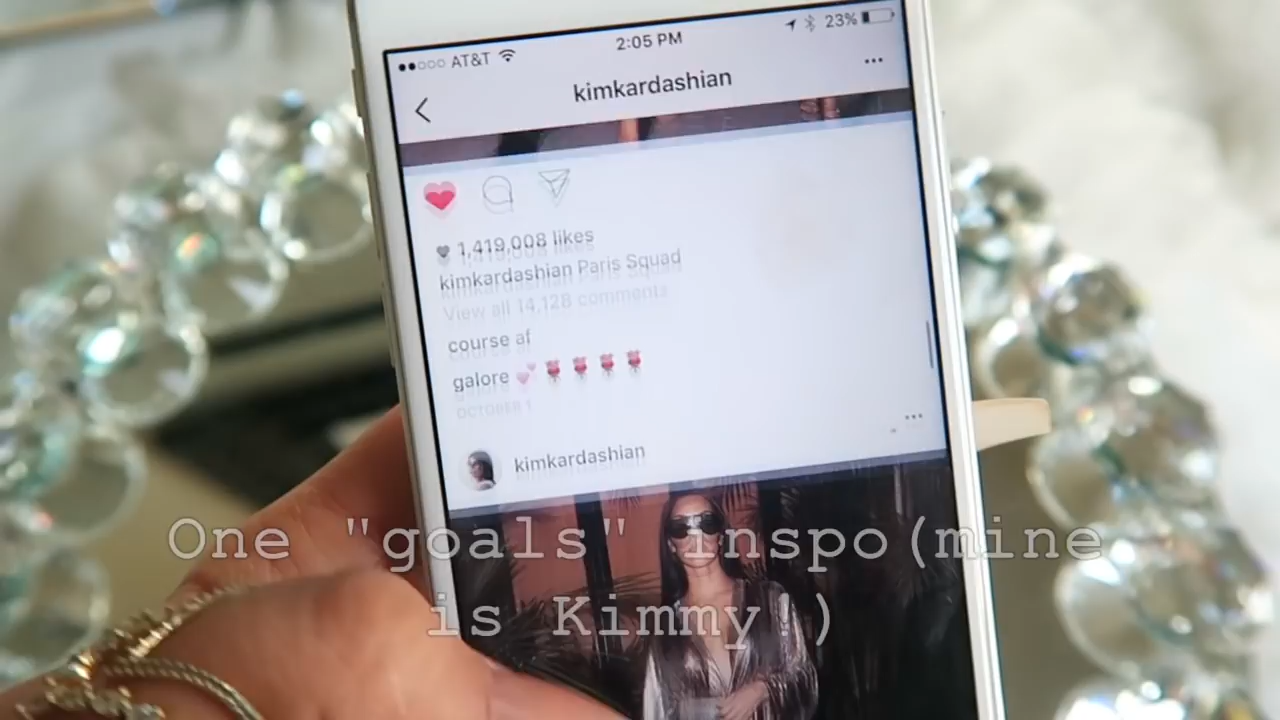 AT&T
2:05 PM
23%
kimkardashian
1,419,008 likes
kimkardashian Paris Squad
View all 14,128 comments
course af
galore
OCTOBER 1
kimkardashian
One "goals" inspo(mine
is Kimmy!)